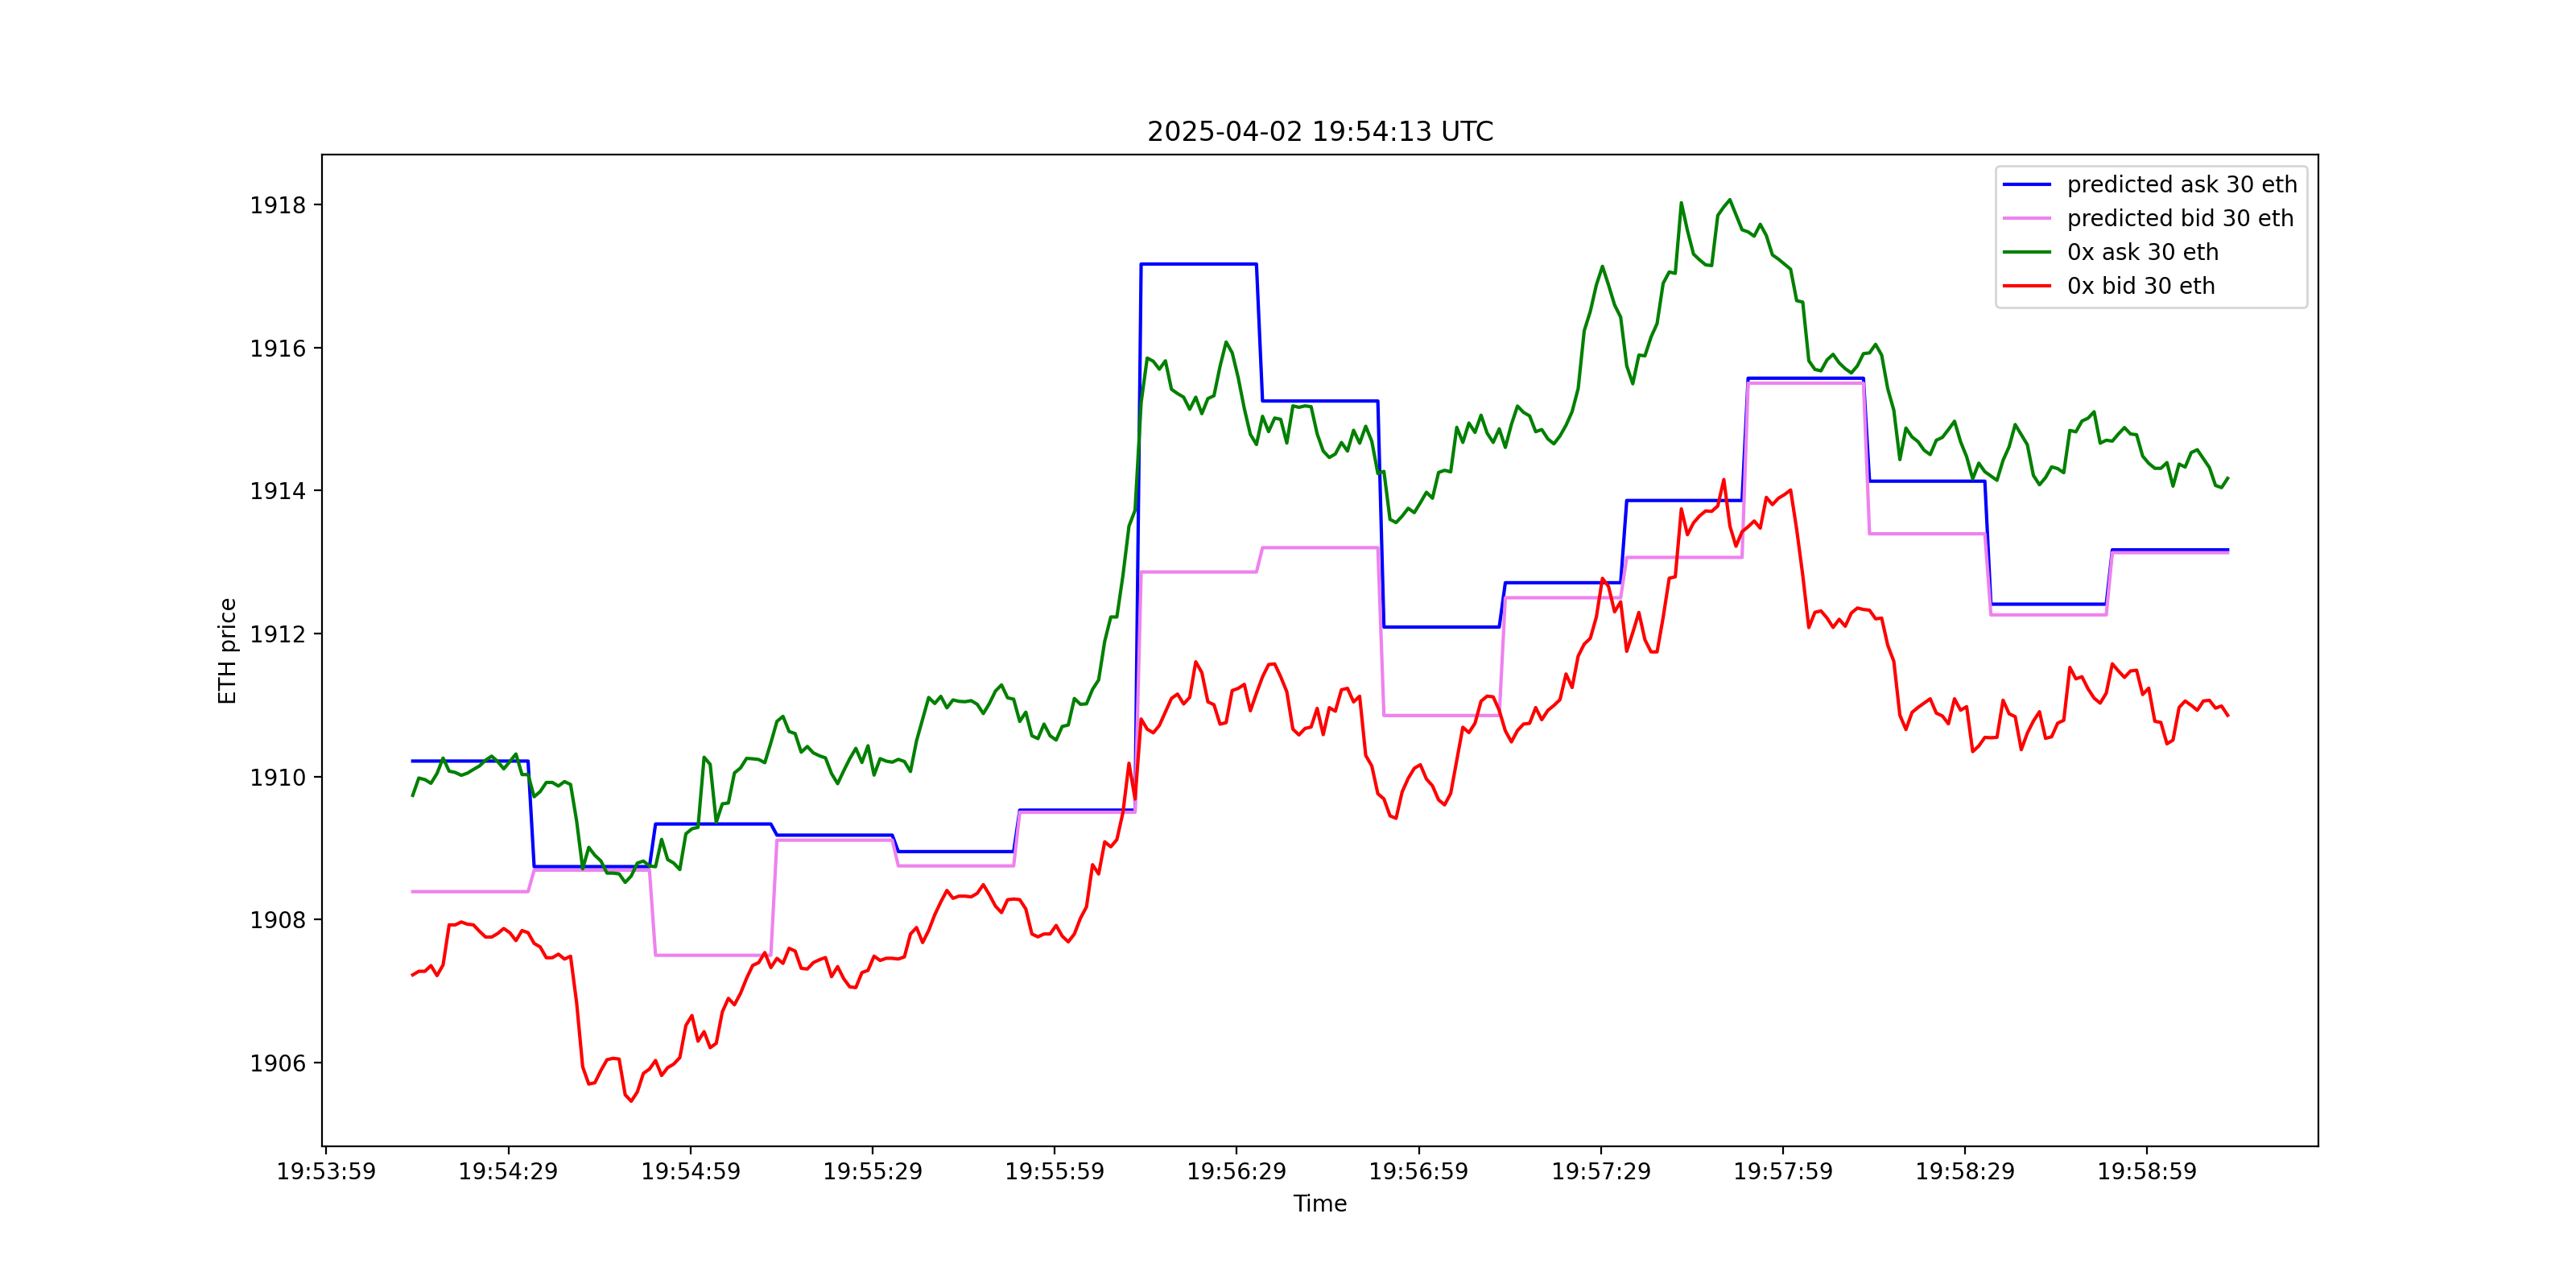 2025-04-02 19:54:13 UTC
predicted ask 30 eth
predicted bid 30 eth
0x ask 30 eth
0x bid 30 eth
1918
1916
1914
1912
1910
1908
1906
ETH price
19:53:59 19:54:29 19:54:59 19:55:29 19:55:59 19:56:29 19:56:59 19:57:29 19:57:59 19:58:29 19:58:59
Time